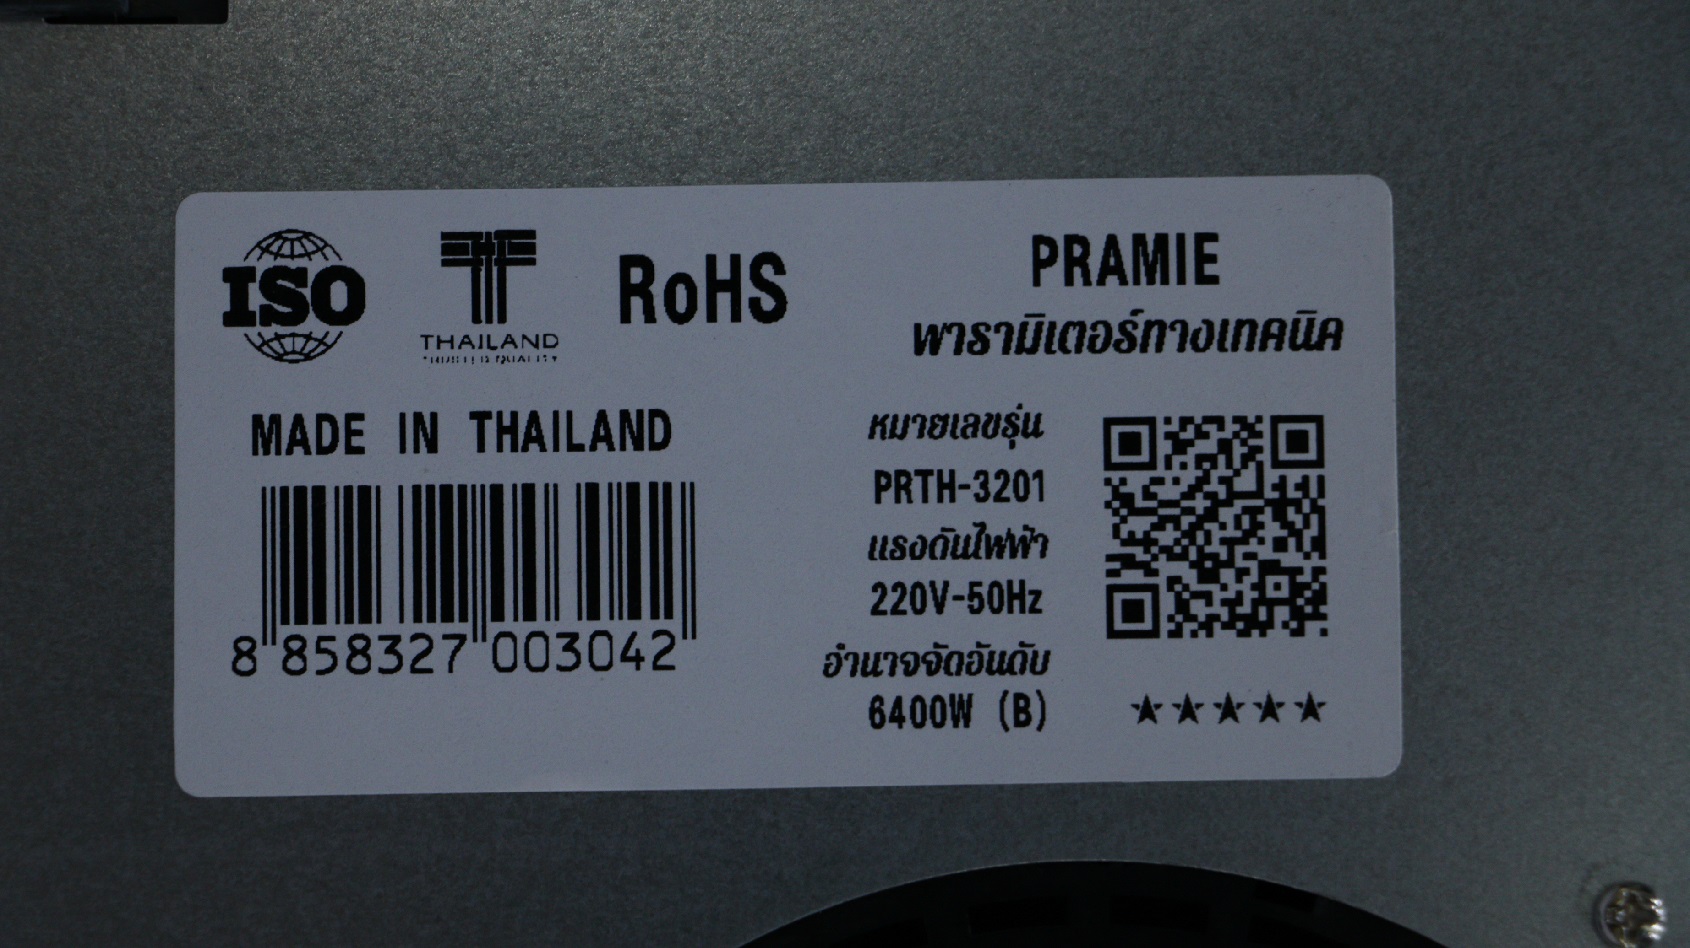 ISO
THAILAND
RoHS
MADE IN THAILAND
8 858327 003042
PRAMIE
พารามิเตอร์ทางเทคนิค
หมายเลขรุ่น
PRTH-3201
แรงดันไฟฟ้า
220V-50Hz
อำนาจจัดอันดับ
6400W (B)
★★★★★